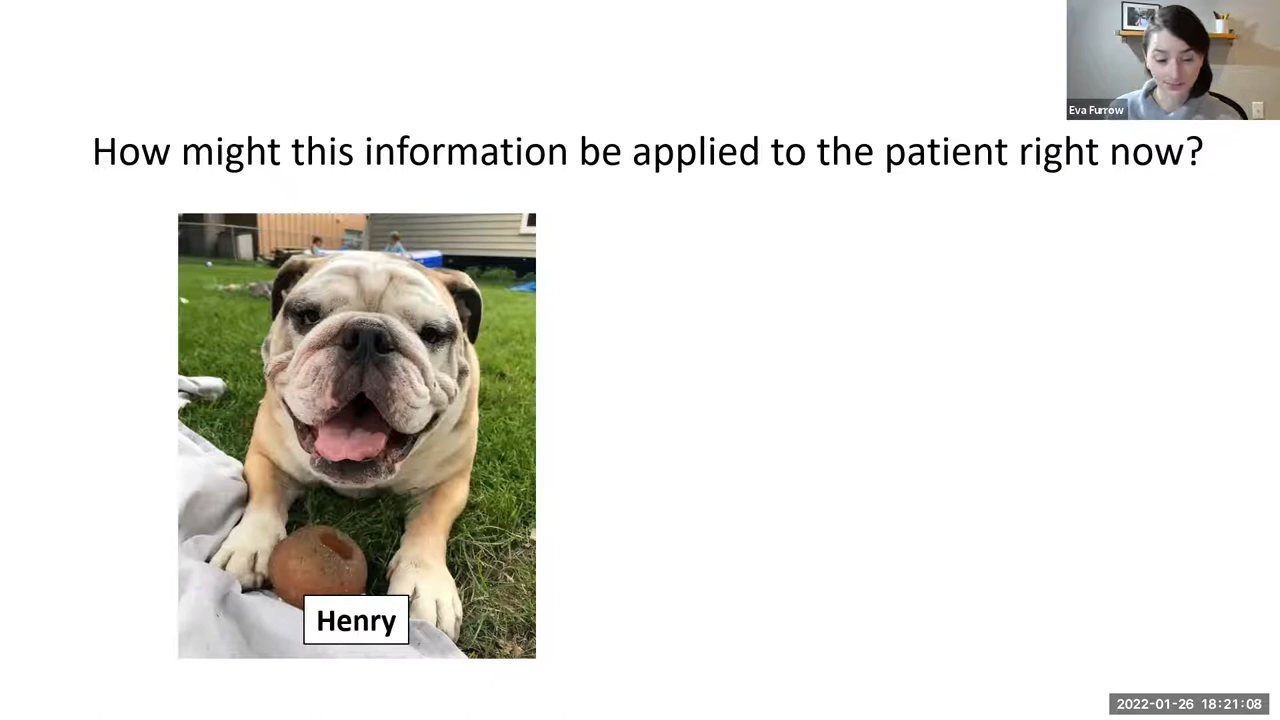 Eva Furrow
How might this information be applied to the patient right now?
Henry
2022-01-26 18:21:08